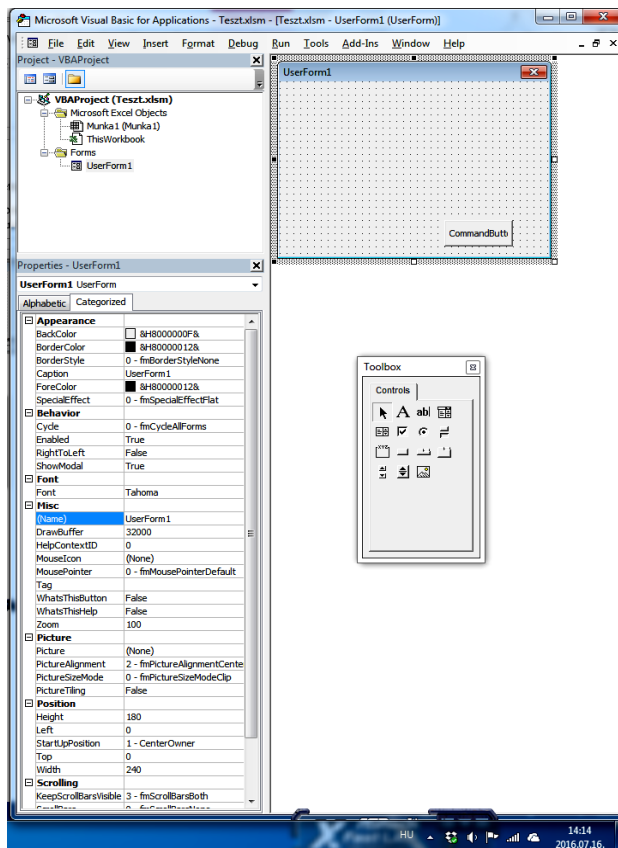 Microsoft Visual Basic for Applications - Teszt.xlsm - [Teszt.xlsm - UserForm1 (UserForm)]
File Edit View Insert Format Debug Run Tools Add-Ins Window Help
Project - VBAProject
VBAProject (Teszt.xlsm)
Microsoft Excel Objects
Munka1 (Munka1)
ThisWorkbook
Forms
UserForm1
UserForm1
CommandButt
Properties - UserForm1
UserForm1 UserForm
Alphabetic Categorized
Appearance
BackColor &H8000000F&
BorderColor &H80000012&
BorderStyle 0 - fmBorderStyleNone
Caption UserForm1
ForeColor &H80000012&
SpecialEffect 0 - fmSpecialEffectFlat
Behavior
Cycle 0 - fmCycleAllForms
Enabled True
RightToLeft False
ShowModal True
Font
Font Tahoma
Misc
(Name) UserForm1
DrawBuffer 32000
HelpContextID 0
MouseIcon (None)
MousePointer 0 - fmMousePointerDefault
Tag
WhatsThisButton False
WhatsThisHelp False
Zoom 100
Picture
Picture (None)
PictureAlignment 2 - fmPictureAlignmentCente
PictureSizeMode 0 - fmPictureSizeModeClip
PictureTiling False
Position
Height 180
Left 0
StartUpPosition 1 - CenterOwner
Top 0
Width 240
Scrolling
KeepScrollBarsVisible 3 - fmScrollBarsBoth
Toolbox
Controls
A ab|
XYZ
HU
14:14
2016.07.16.